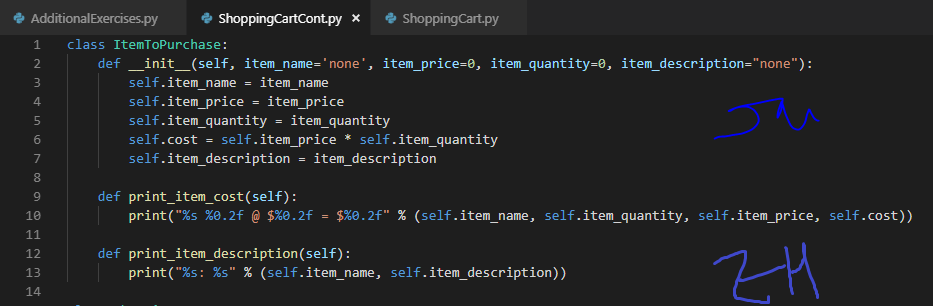 AdditionalExercises.py ShoppingCartCont.py × ShoppingCart.py
1 class ItemToPurchase:
2     def __init__(self, item_name='none', item_price=0, item_quantity=0, item_description="none"):
3         self.item_name = item_name
4         self.item_price = item_price
5         self.item_quantity = item_quantity
6         self.cost = self.item_price * self.item_quantity
7         self.item_description = item_description
8
9     def print_item_cost(self):
10         print("%s %0.2f @ $%0.2f = $%0.2f" % (self.item_name, self.item_quantity, self.item_price, self.cost))
11
12     def print_item_description(self):
13         print("%s: %s" % (self.item_name, self.item_description))
14